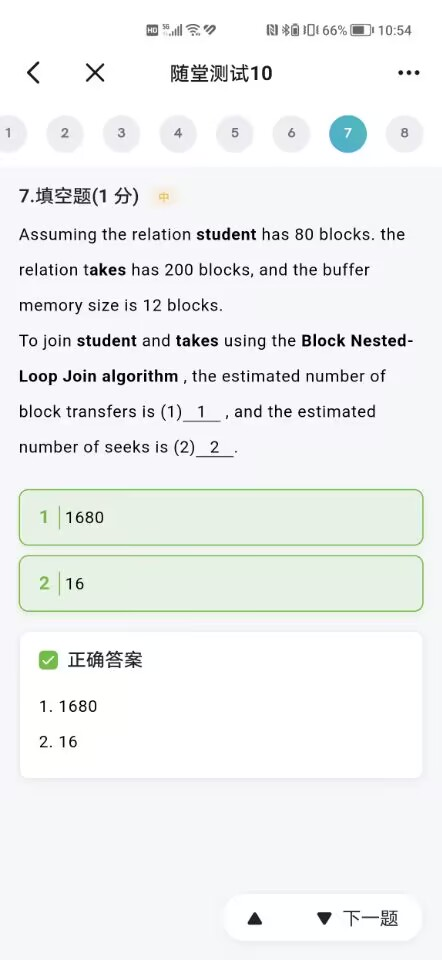 HD 5G 66% 10:54
随堂测试10
1 2 3 4 5 6 7 8
7.填空题(1 分) 中
Assuming the relation student has 80 blocks. the
relation takes has 200 blocks, and the buffer
memory size is 12 blocks.
To join student and takes using the Block Nested-
Loop Join algorithm , the estimated number of
block transfers is (1) 1 , and the estimated
number of seeks is (2) 2 .
1 1680
2 16
正确答案
1. 1680
2. 16
下一题